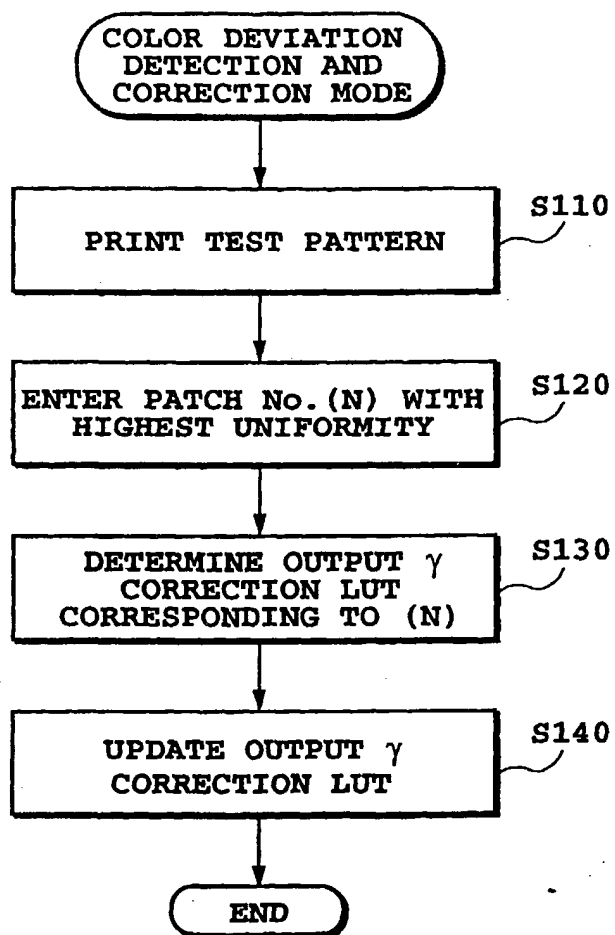 COLOR DEVIATION
DETECTION AND
CORRECTION MODE
S110
PRINT TEST PATTERN
S120
ENTER PATCH No.(N) WITH
HIGHEST UNIFORMITY
S130
DETERMINE OUTPUT γ
CORRECTION LUT
CORRESPONDING TO (N)
S140
UPDATE OUTPUT γ
CORRECTION LUT
END